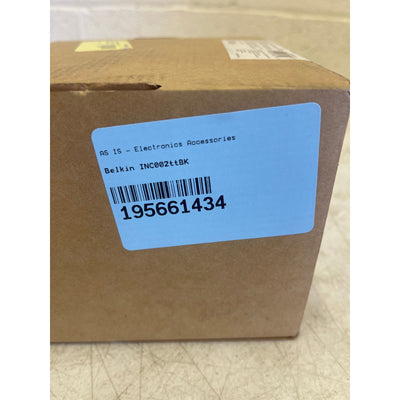 AS IS - Electronics Accessories
Belkin INC002ttBK
195661434